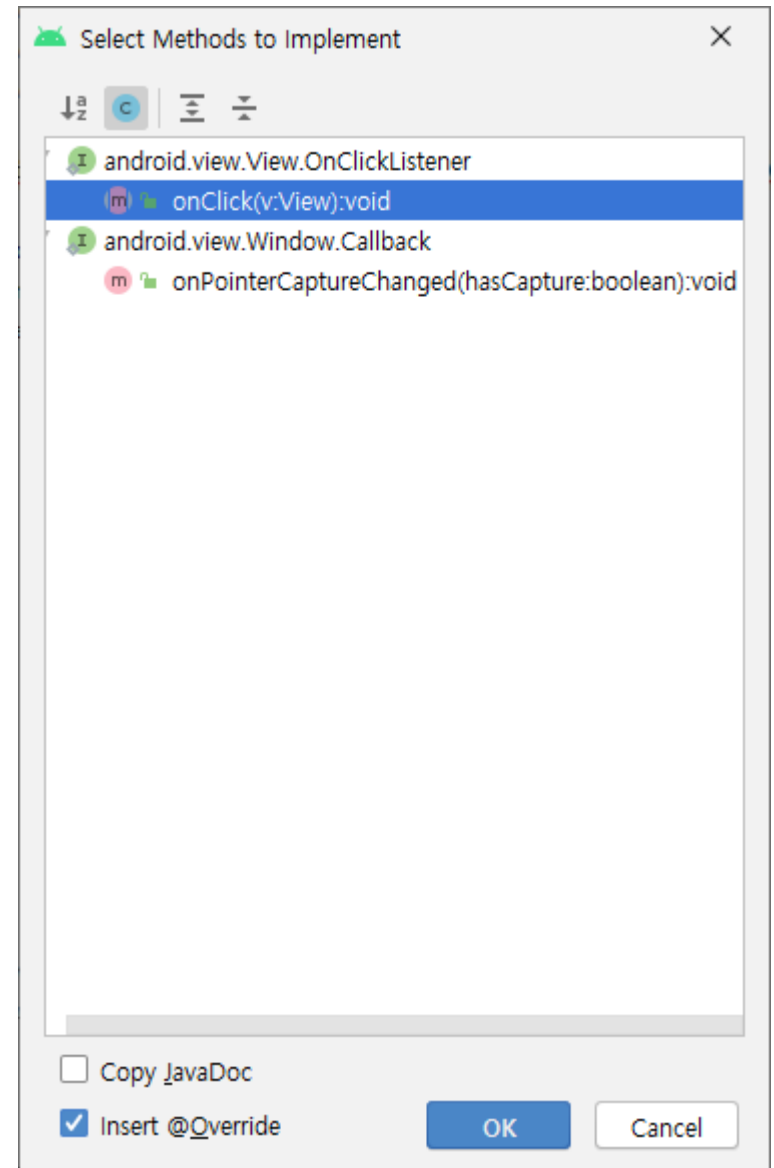 Select Methods to Implement
android.view.View.OnClickListener
onClick(v:View):void
android.view.Window.Callback
onPointerCaptureChanged(hasCapture:boolean):void
Copy JavaDoc
Insert @Override
OK
Cancel